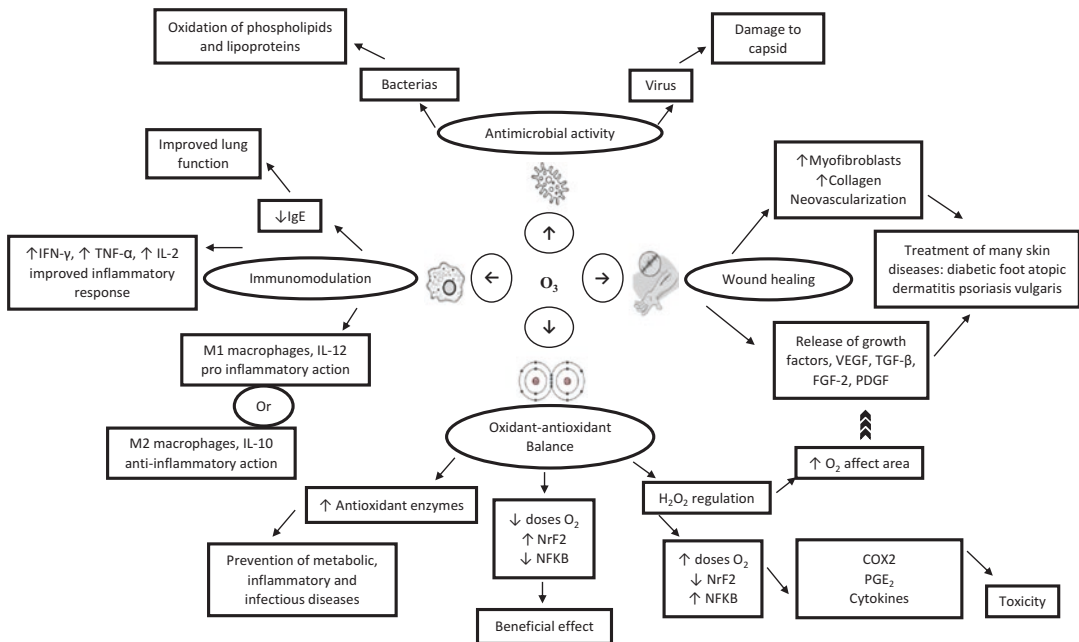 Oxidation of phospholipids
and lipoproteins
Bacterias
Damage to
capsid
Virus
Antimicrobial activity
Improved lung
function
↓IgE
↑IFN-γ, ↑ TNF-α, ↑ IL-2
improved inflammatory
response
Immunomodulation
M1 macrophages, IL-12
pro inflammatory action
Or
M2 macrophages, IL-10
anti-inflammatory action
↑
←
O₃
→
↓
↑Myofibroblasts
↑Collagen
Neovascularization
Wound healing
Treatment of many skin
diseases: diabetic foot atopic
dermatitis psoriasis vulgaris
Release of growth
factors, VEGF, TGF-β,
FGF-2, PDGF
↑ O₂ affect area
Oxidant-antioxidant
Balance
↑ Antioxidant enzymes
Prevention of metabolic,
inflammatory and
infectious diseases
↓ doses O₂
↑ NrF2
↓ NFKB
Beneficial effect
H₂O₂ regulation
↑ doses O₂
↓ NrF2
↑ NFKB
COX2
PGE₂
Cytokines
Toxicity